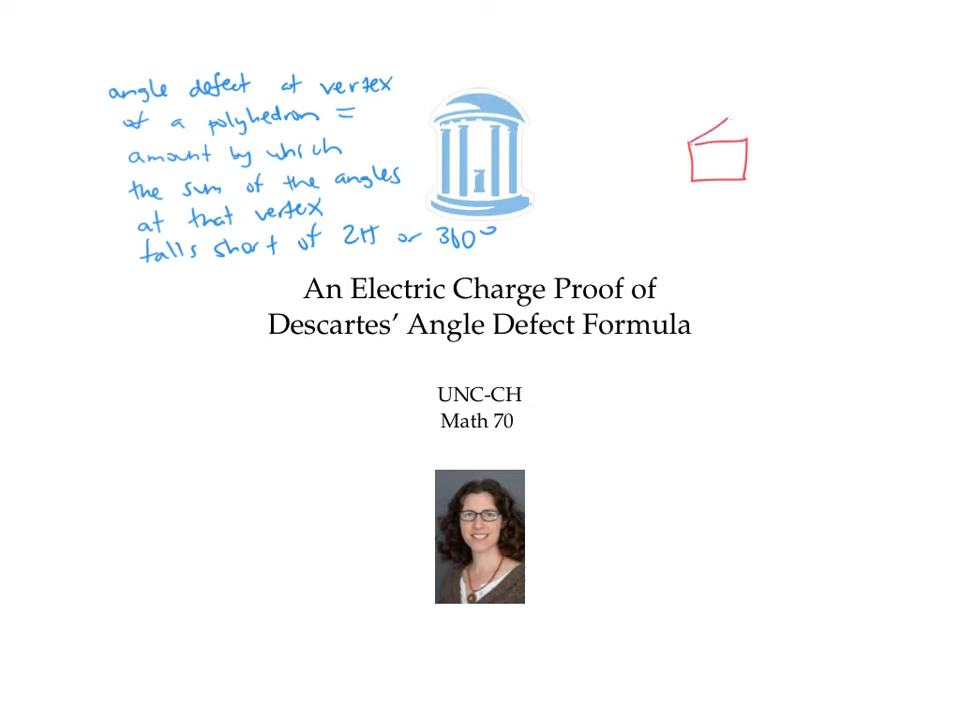 angle defect at vertex
of a polyhedron =
amount by which
the sum of the angles
at that vertex
falls short of 2π or 360°
An Electric Charge Proof of
Descartes’ Angle Defect Formula
UNC-CH
Math 70